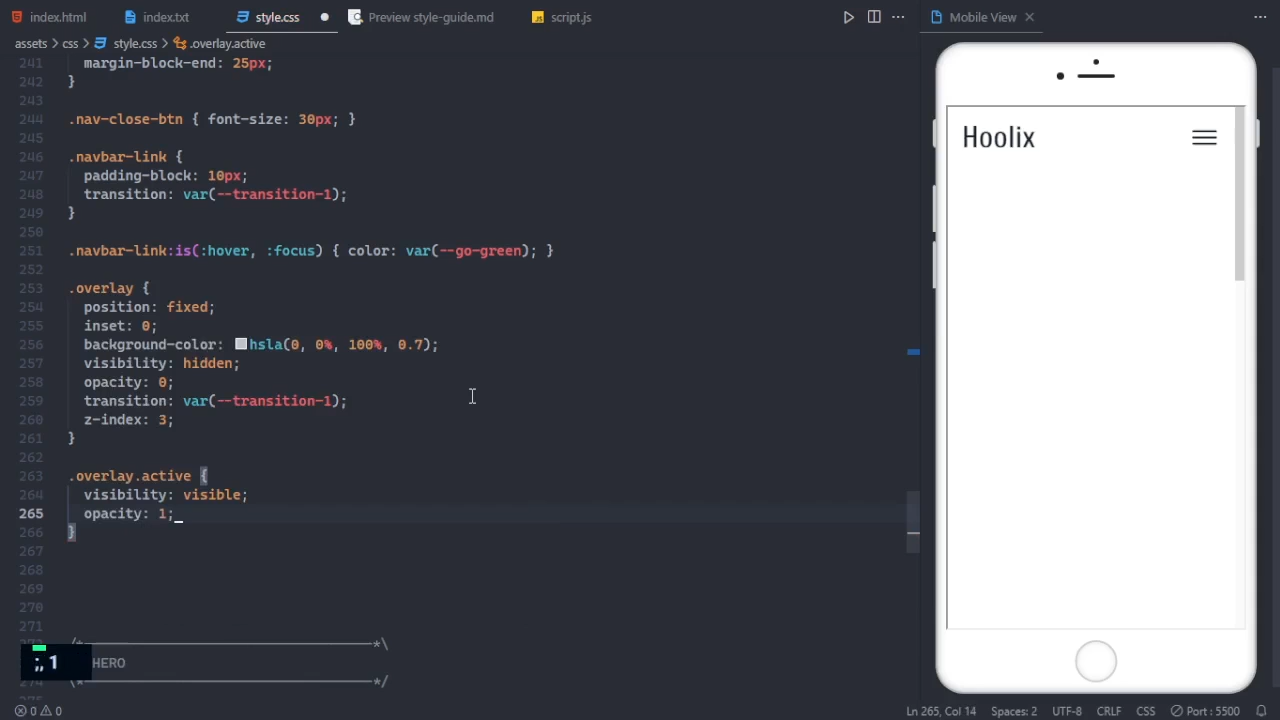 index.html
index.txt
style.css
Preview style-guide.md
script.js
Mobile View
assets > css > style.css > .overlay.active
241 margin-block-end: 25px;
242 }
243
244 .nav-close-btn { font-size: 30px; }
245
246 .navbar-link {
247 padding-block: 10px;
248 transition: var(--transition-1);
249 }
250
251 .navbar-link:is(:hover, :focus) { color: var(--go-green); }
252
253 .overlay {
254 position: fixed;
255 inset: 0;
256 background-color: hsla(0, 0%, 100%, 0.7);
257 visibility: hidden;
258 opacity: 0;
259 transition: var(--transition-1);
260 z-index: 3;
261 }
262
263 .overlay.active {
264 visibility: visible;
265 opacity: 1;
266 }
267
268
269
270
271
/*-----------------------------------*\
HERO
\*-----------------------------------*/
;, 1
Hoolix
0 0
Ln 265, Col 14 Spaces: 2 UTF-8 CRLF CSS Port : 5500